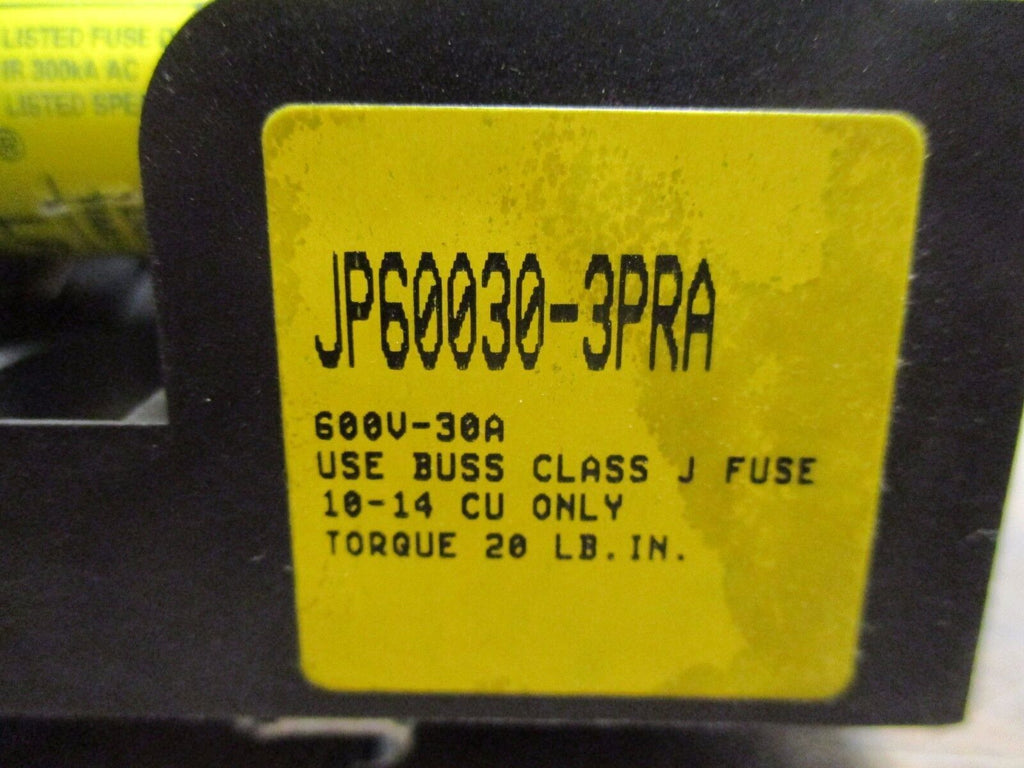 LISTED FUSE
IR 300kA AC
LISTED SPE
®
JP60030-3PRA
600V-30A
USE BUSS CLASS J FUSE
10-14 CU ONLY
TORQUE 20 LB.IN.